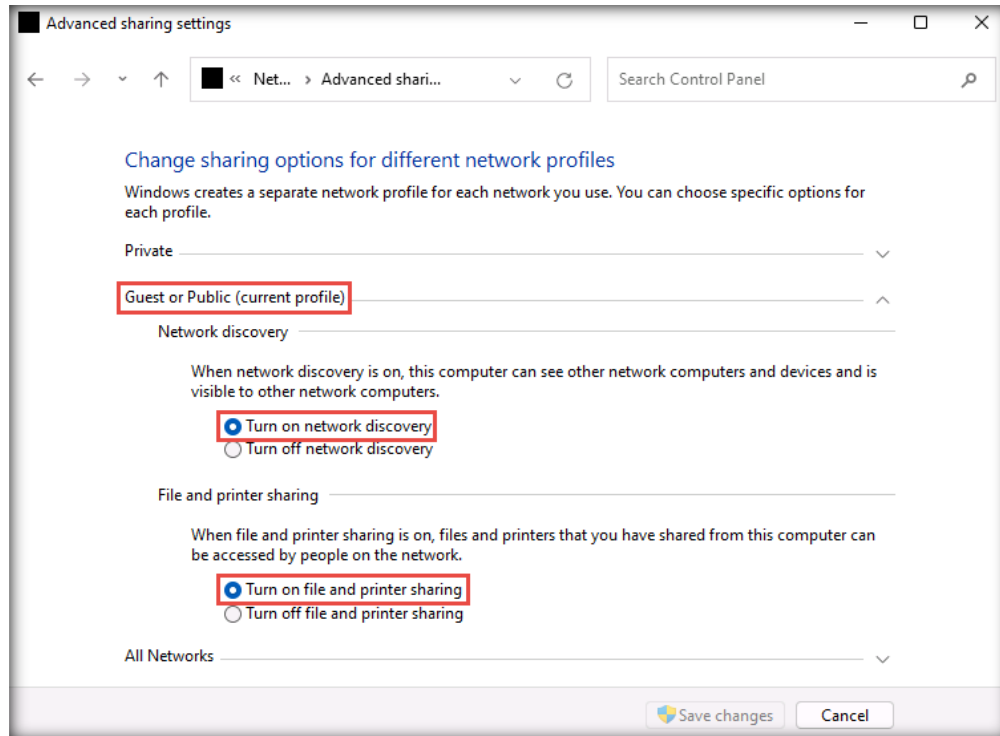 Advanced sharing settings
« Net... › Advanced shari...
Search Control Panel
Change sharing options for different network profiles
Windows creates a separate network profile for each network you use. You can choose specific options for
each profile.
Private
Guest or Public (current profile)
Network discovery
When network discovery is on, this computer can see other network computers and devices and is
visible to other network computers.
Turn on network discovery
Turn off network discovery
File and printer sharing
When file and printer sharing is on, files and printers that you have shared from this computer can
be accessed by people on the network.
Turn on file and printer sharing
Turn off file and printer sharing
All Networks
Save changes
Cancel